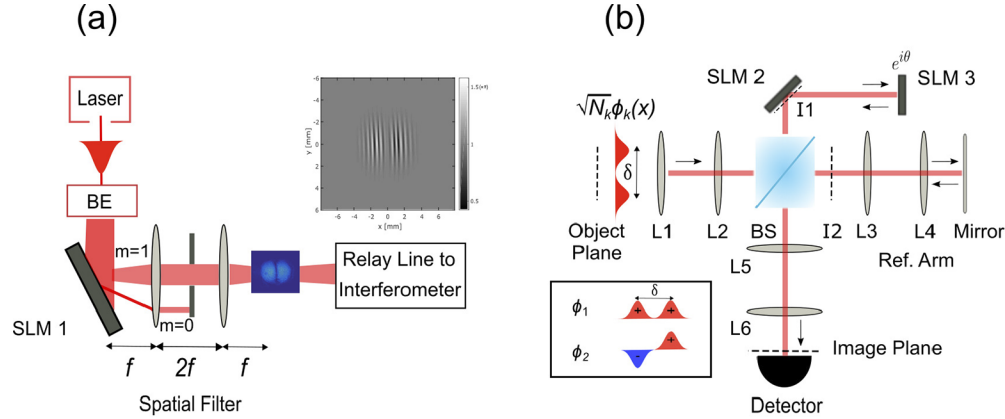 (a)
Laser
BE
m=1
m=0
SLM 1
f
2f
f
Spatial Filter
-6
-4
-2
0
2
4
6
y [mm]
-6 -4 -2 0 2 4 6
x [mm]
1.5(×f)
1
0.5
Relay Line to
Interferometer
(b)
SLM 2
e^{iθ}
SLM 3
I1
√N_kϕ_k(x)
δ
Object
Plane
L1
L2
BS
I2
L3
L4
Mirror
Ref. Arm
L5
L6
Image Plane
Detector
δ
ϕ₁
+ +
ϕ₂
- +